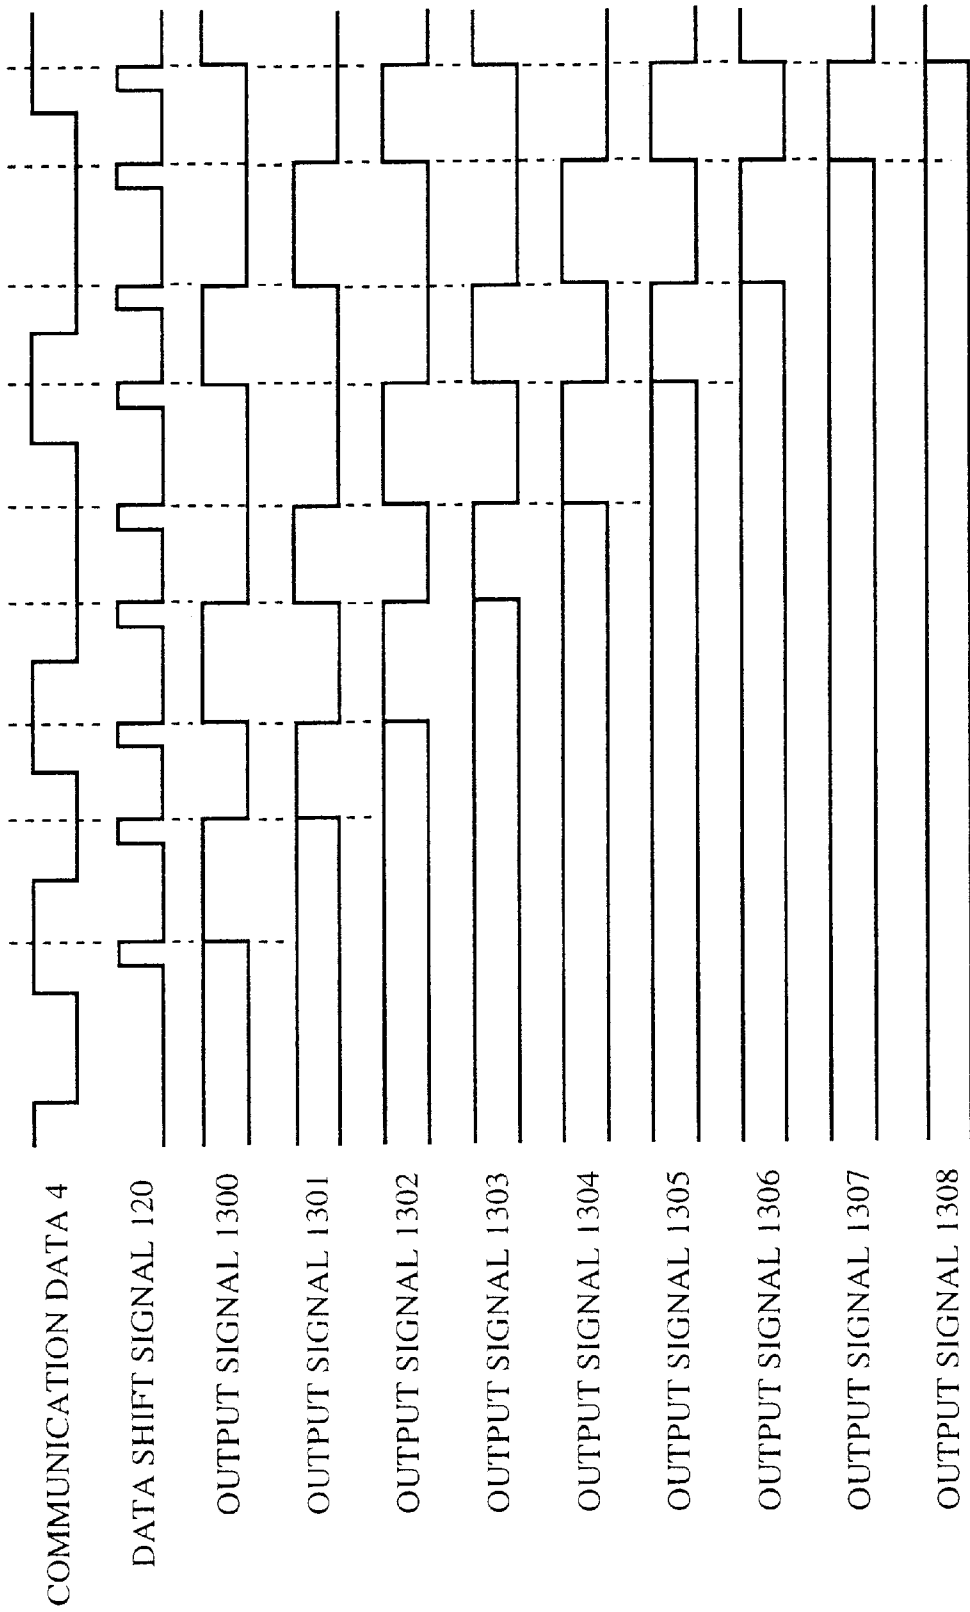 COMMUNICATION DATA 4
DATA SHIFT SIGNAL 120
OUTPUT SIGNAL 1300
OUTPUT SIGNAL 1301
OUTPUT SIGNAL 1302
OUTPUT SIGNAL 1303
OUTPUT SIGNAL 1304
OUTPUT SIGNAL 1305
OUTPUT SIGNAL 1306
OUTPUT SIGNAL 1307
OUTPUT SIGNAL 1308